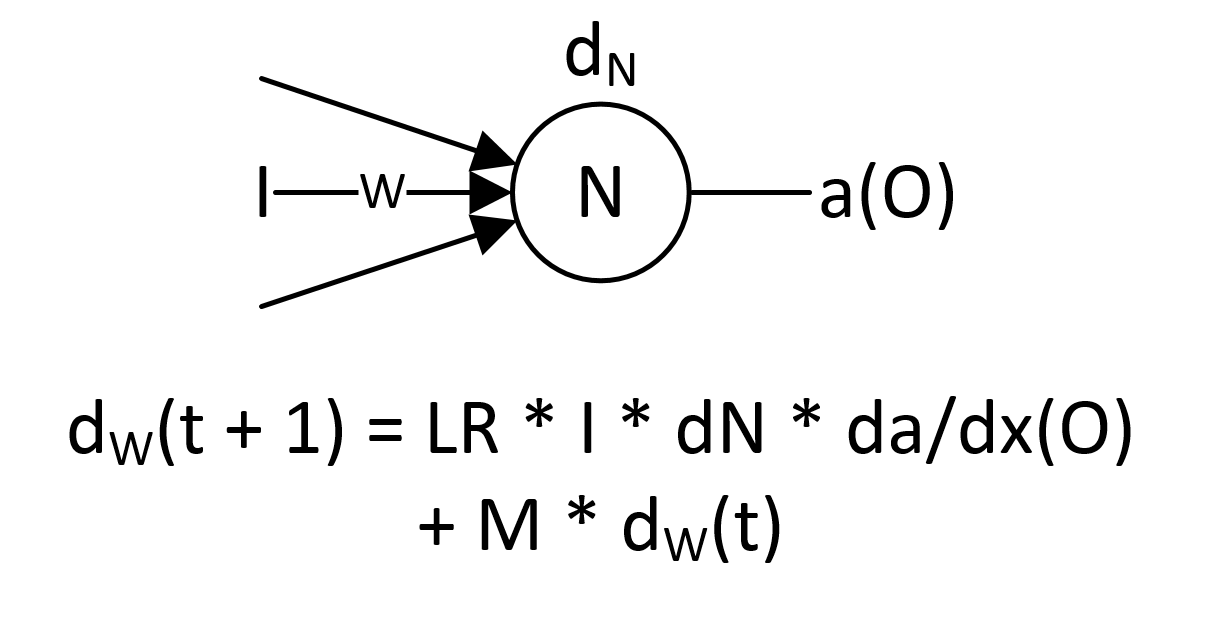 dN
I W N a(O)
dW(t + 1) = LR * I * dN * da/dx(O)
+ M * dW(t)